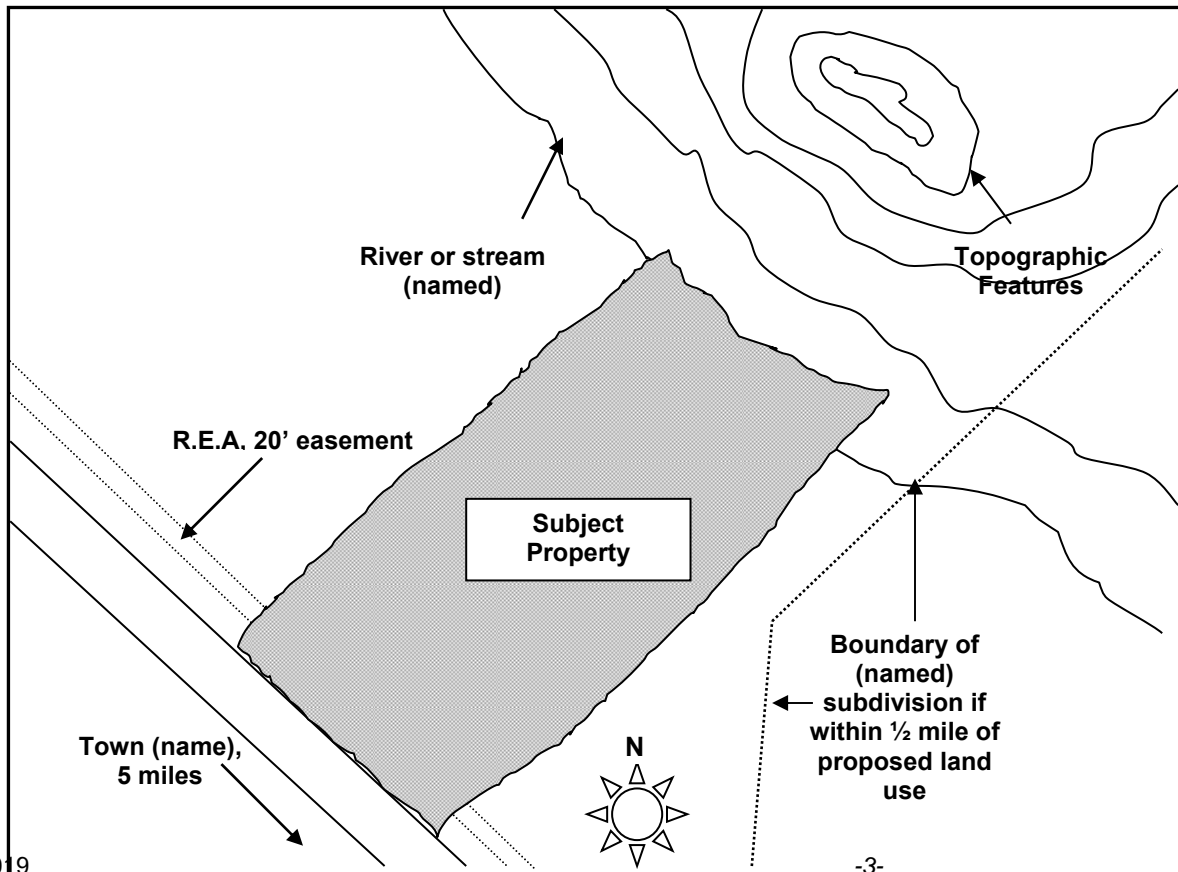 River or stream
(named)
Topographic
Features
R.E.A. 20’ easement
Subject
Property
Boundary of
(named)
subdivision if
within ½ mile of
proposed land
use
Town (name),
5 miles
N
019
-3-